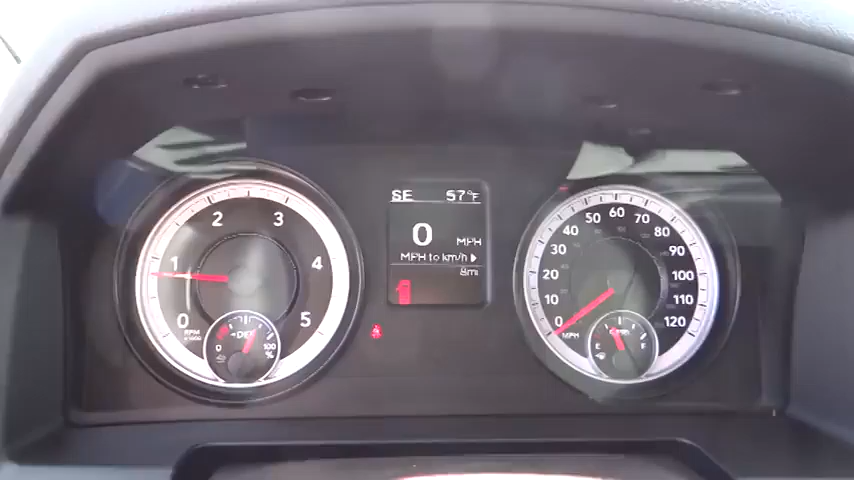 0 1 2 3 4 5
RPM
x1000
DEF
0 100
%
SE 57°F
0 MPH
MPH to km/h
8mi
0 10 20 30 40 50 60 70 80 90 100 110 120
MPH
E F